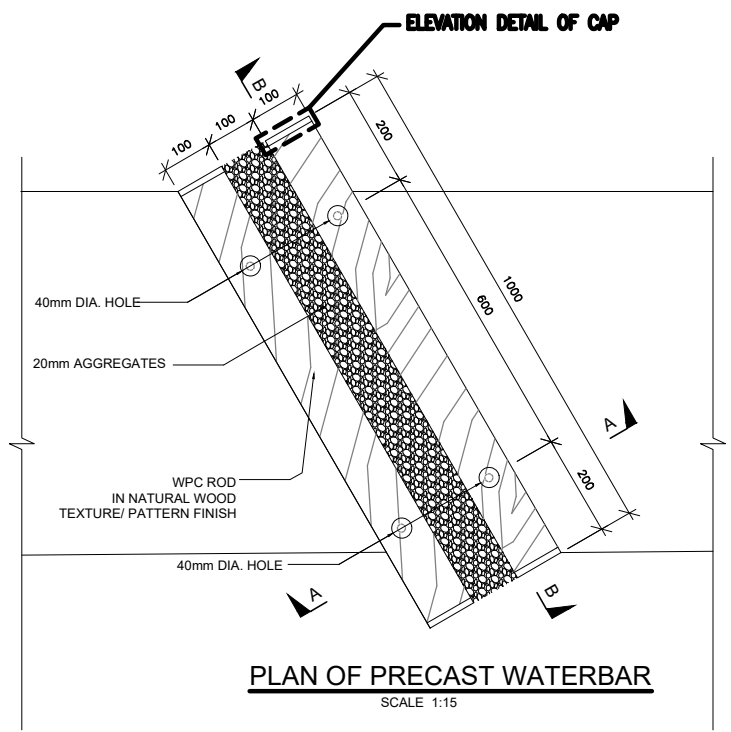 ELEVATION DETAIL OF CAP
B
100
100
100
200
40mm DIA. HOLE
600
1000
20mm AGGREGATES
A
WPC ROD
IN NATURAL WOOD
TEXTURE/ PATTERN FINISH
200
40mm DIA. HOLE
A
B
PLAN OF PRECAST WATERBAR
SCALE 1:15